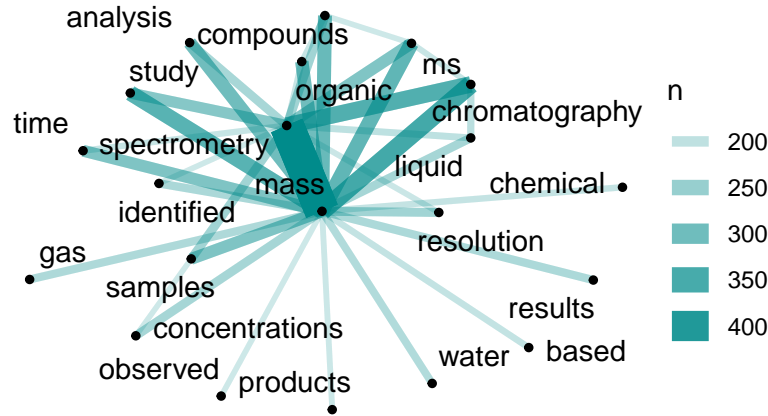 analysis
compounds
ms
study
organic
n
chromatography
time
spectrometry
200
liquid
mass
chemical
250
identified
300
gas
resolution
samples
350
results
concentrations
400
observed
water
based
products